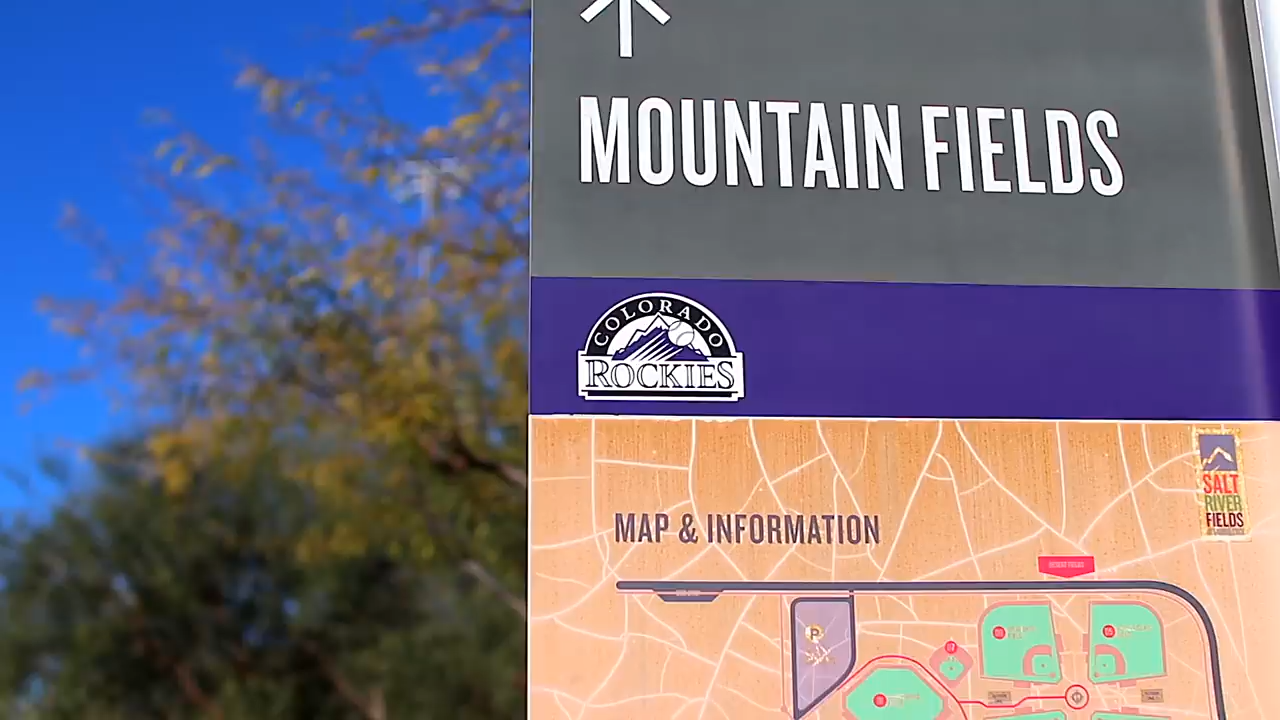 MOUNTAIN FIELDS
COLORADO
ROCKIES
MAP & INFORMATION
SALT
RIVER
FIELDS
P